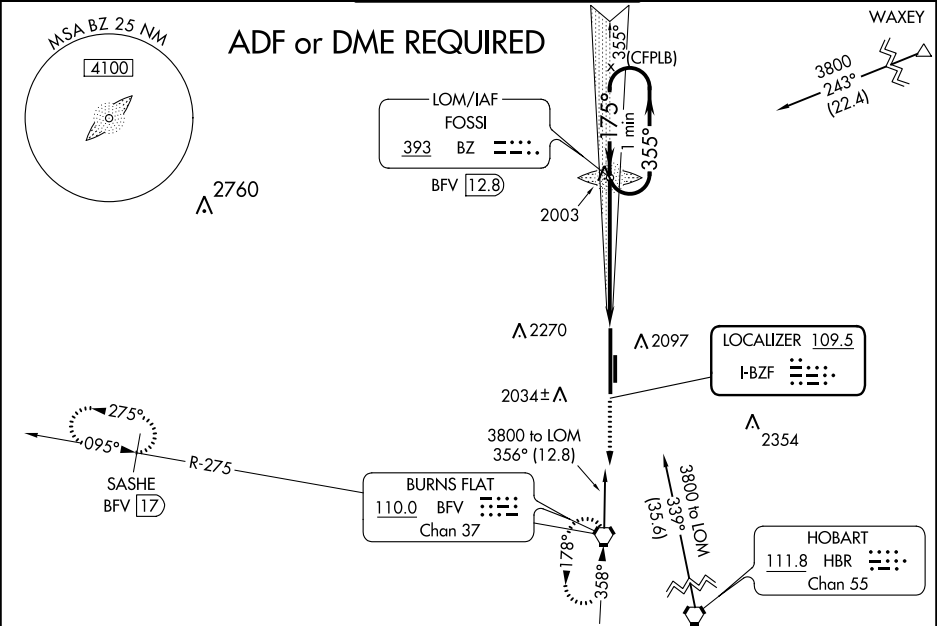 MSA BZ 25 NM
4100
ADF or DME REQUIRED
WAXEY
3800
243°
(22.4)
355°
(CFPLB)
175°
1 min
355°
LOM/IAF
FOSSI
393 BZ
BFV 12.8
2760
2003
2270
2097
LOCALIZER 109.5
I-BZF
2034±
2354
3800 to LOM
356° (12.8)
275°
095°
R-275
SASHE
BFV 17
BURNS FLAT
110.0 BFV
Chan 37
178°
358°
3800 to LOM
339°
(35.6)
HOBART
111.8 HBR
Chan 55